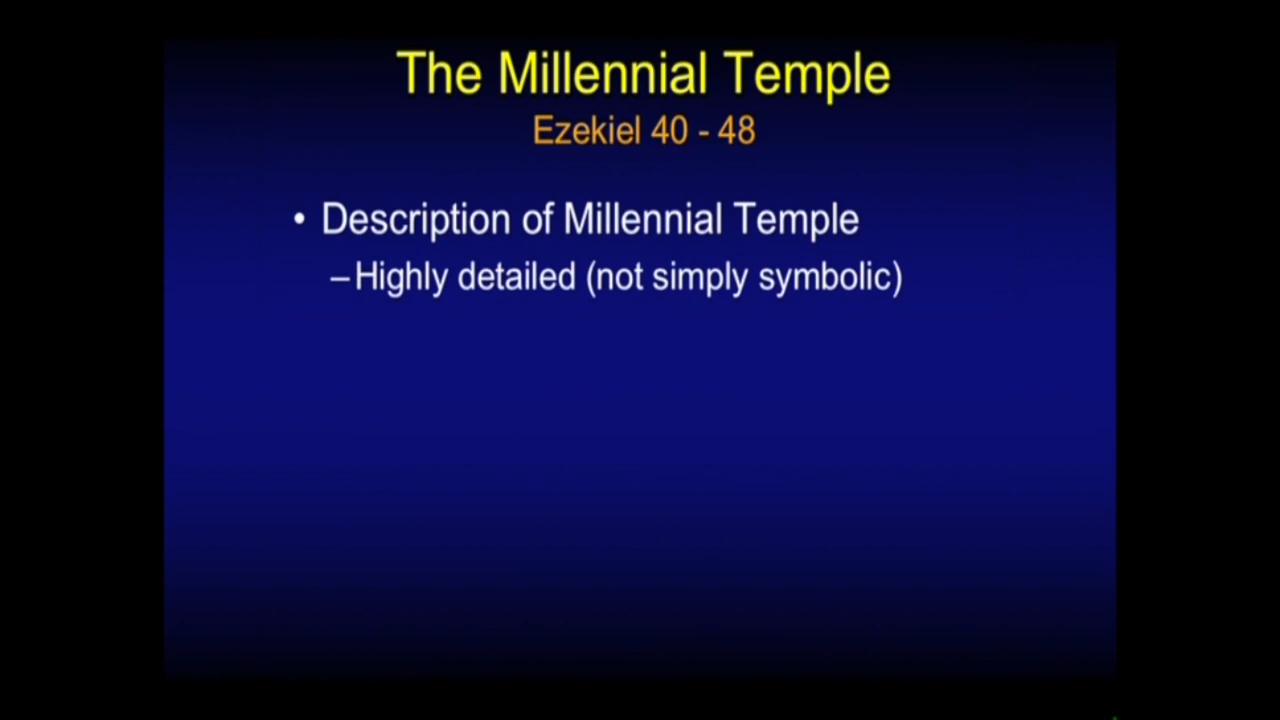 The Millennial Temple
Ezekiel 40 - 48
• Description of Millennial Temple
–Highly detailed (not simply symbolic)